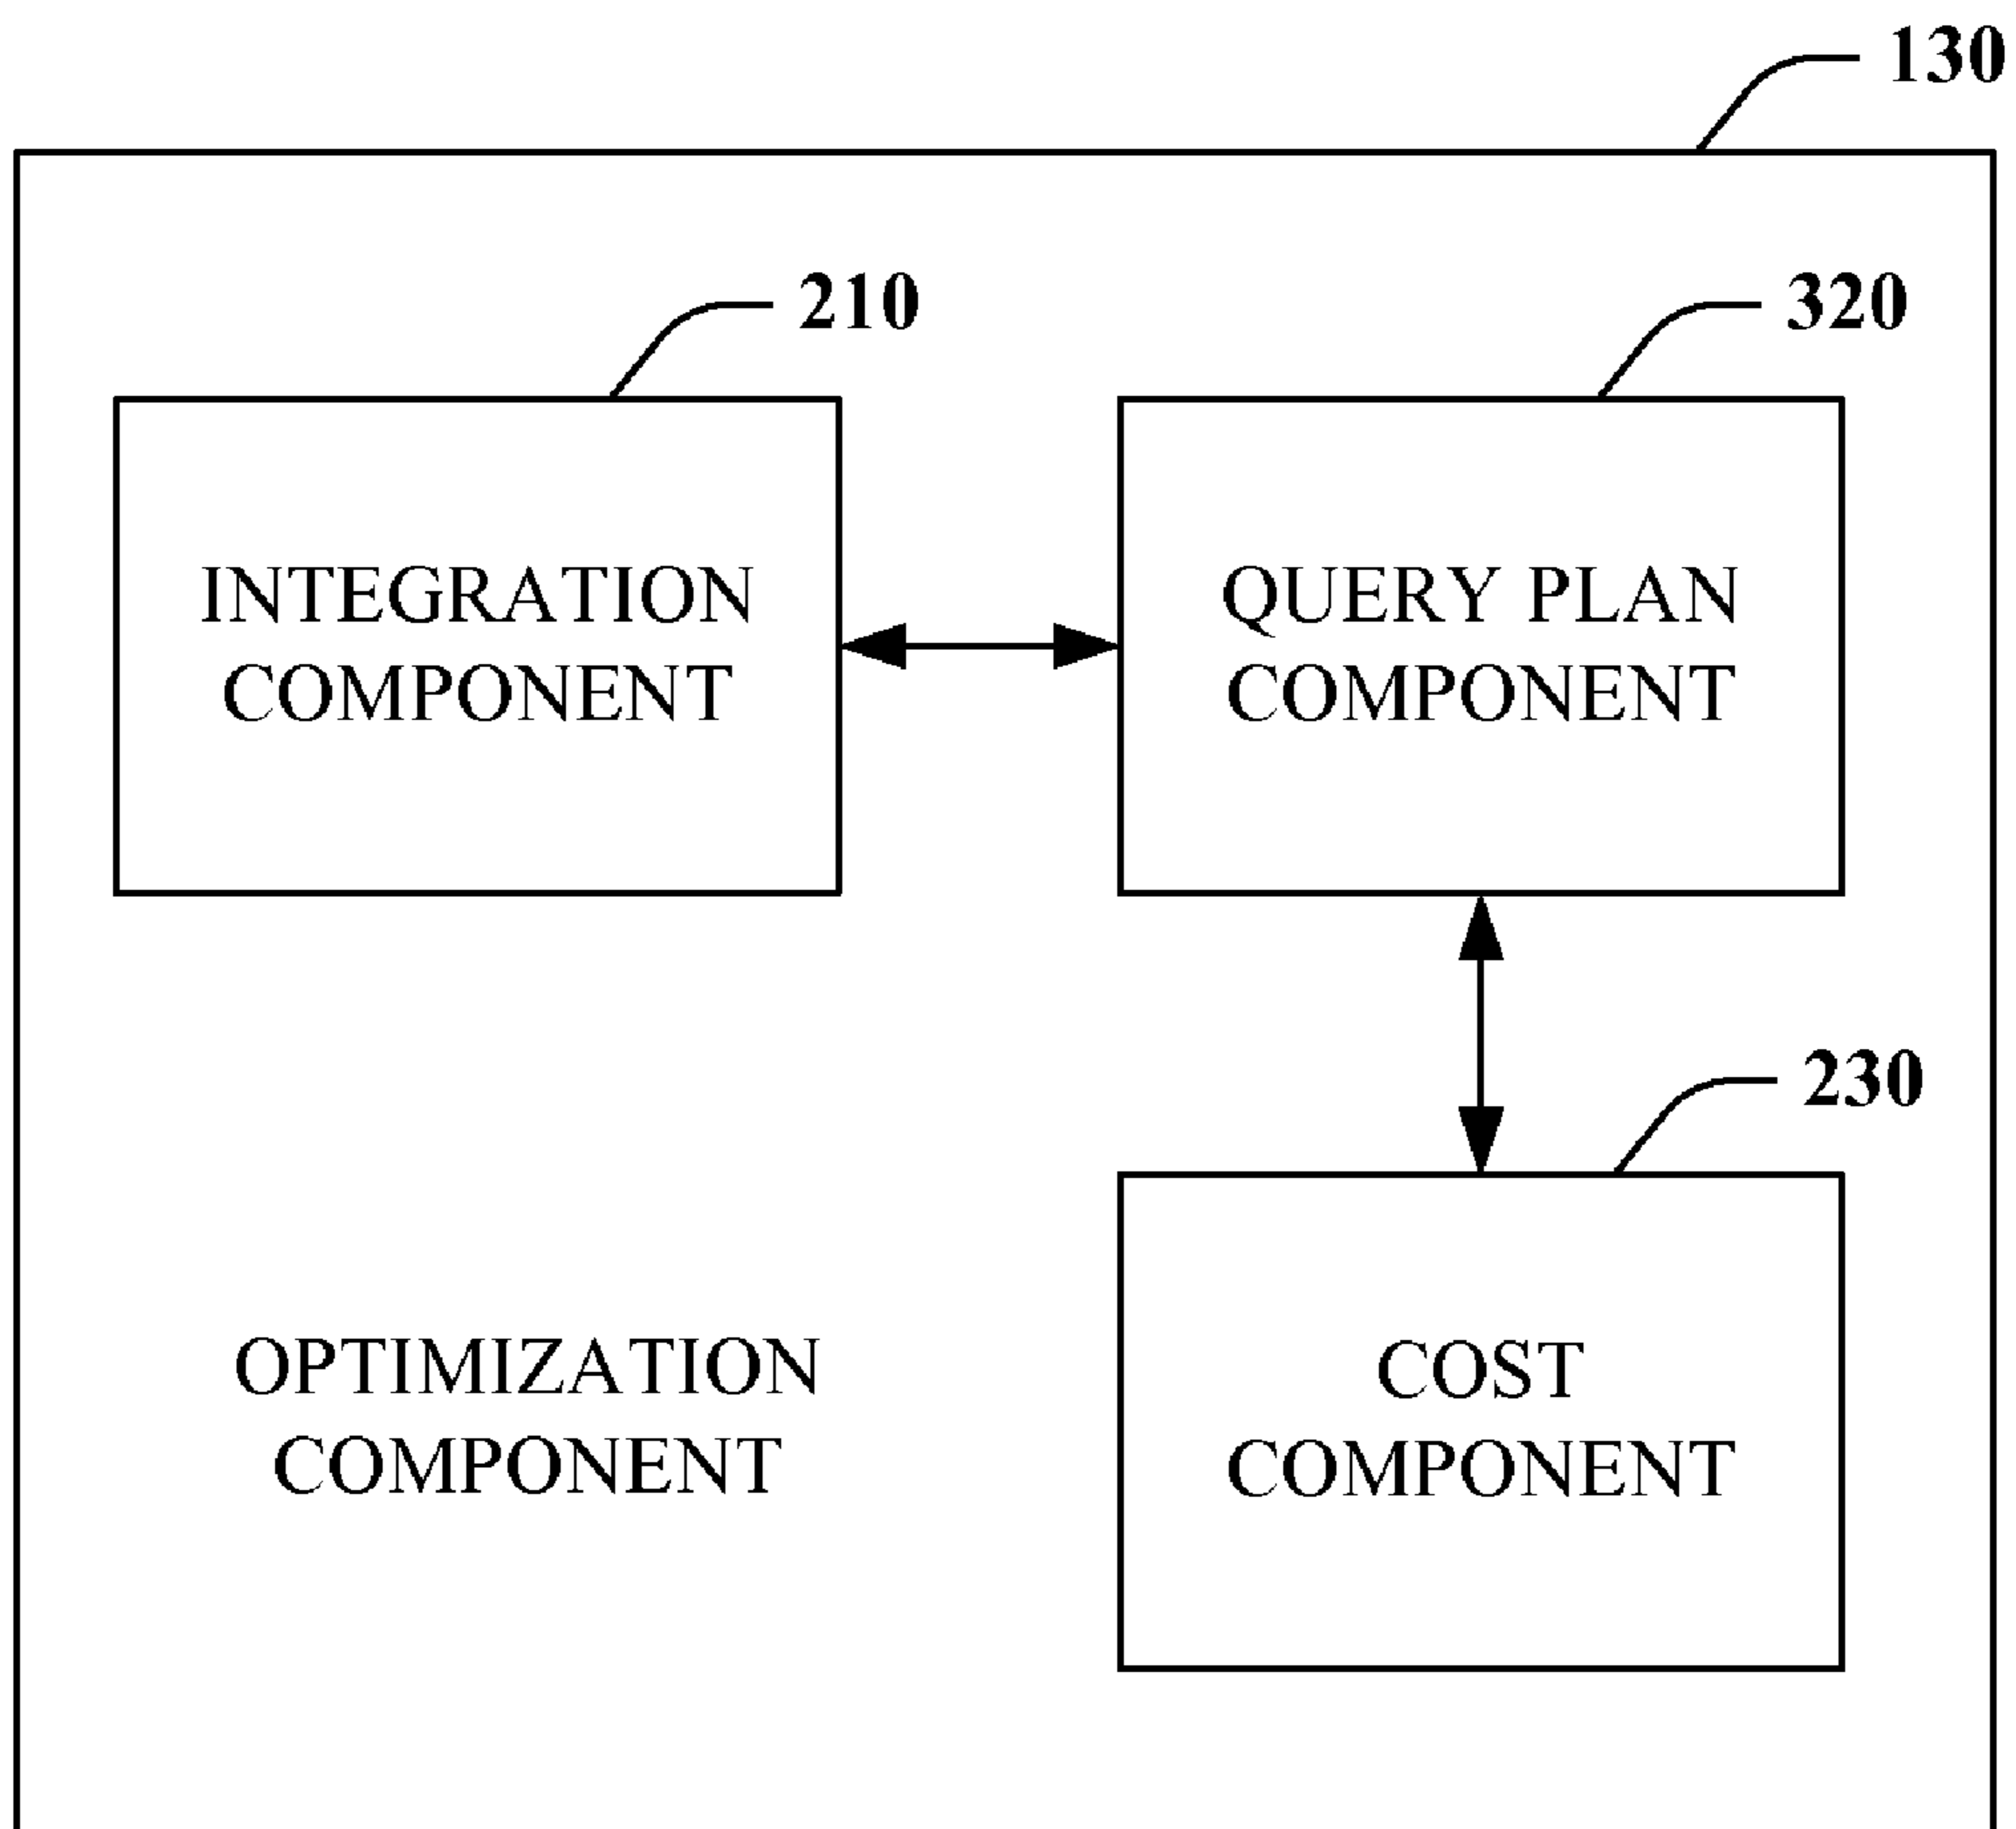 130
210
320
INTEGRATION
COMPONENT
QUERY PLAN
COMPONENT
230
OPTIMIZATION
COMPONENT
COST
COMPONENT